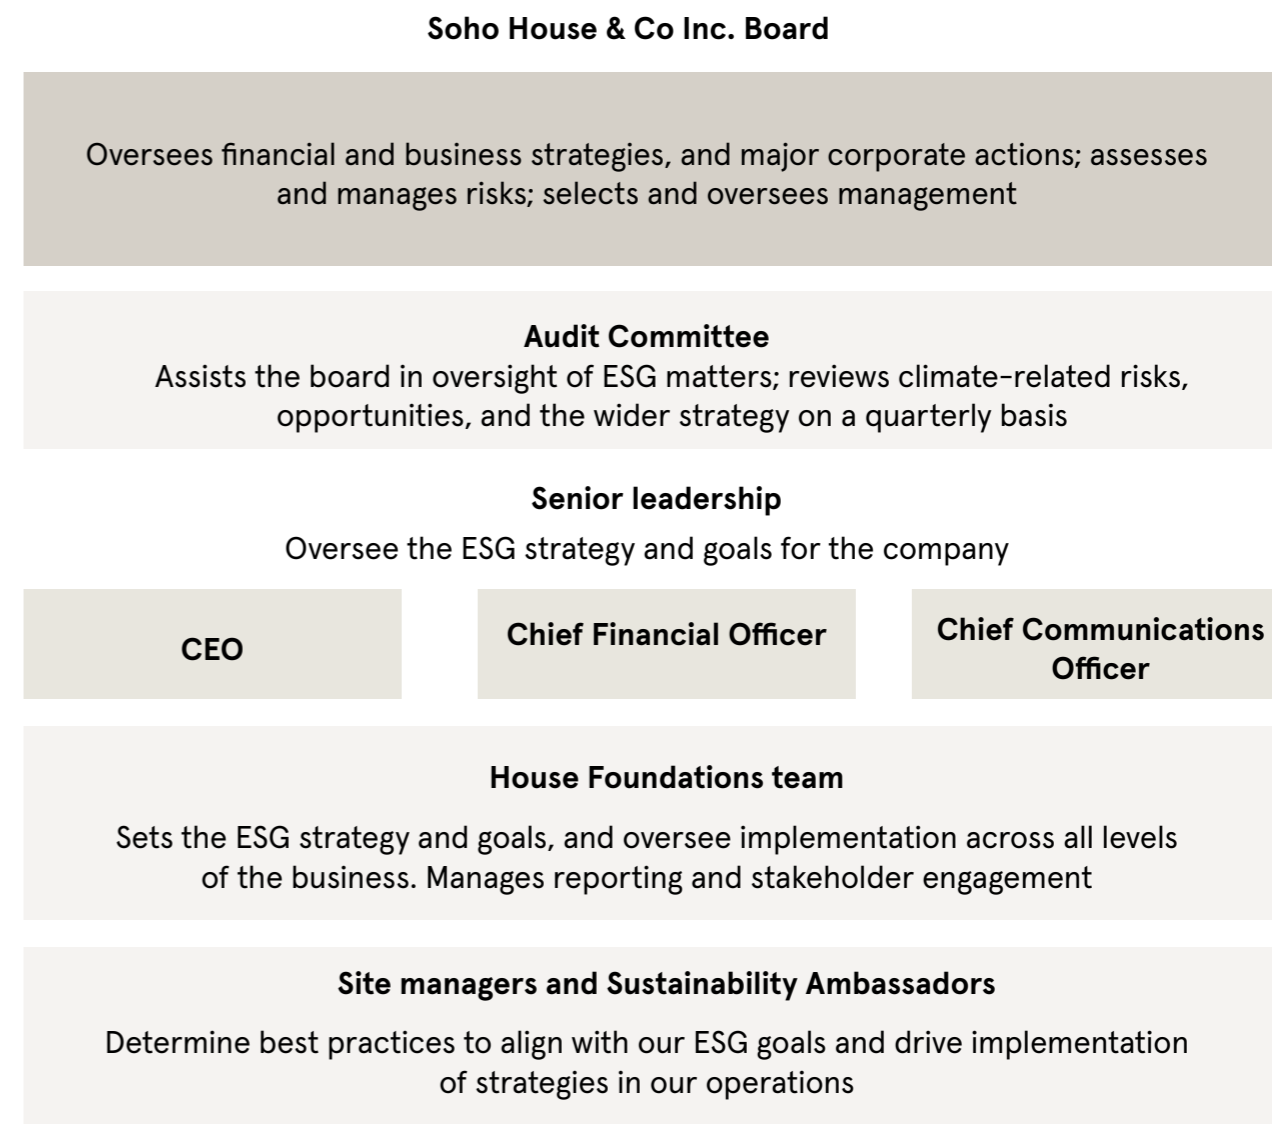 Soho House & Co Inc. Board
Oversees financial and business strategies, and major corporate actions; assesses
and manages risks; selects and oversees management
Audit Committee
Assists the board in oversight of ESG matters; reviews climate-related risks,
opportunities, and the wider strategy on a quarterly basis
Senior leadership
Oversee the ESG strategy and goals for the company
CEO
Chief Financial Officer
Chief Communications
Officer
House Foundations team
Sets the ESG strategy and goals, and oversee implementation across all levels
of the business. Manages reporting and stakeholder engagement
Site managers and Sustainability Ambassadors
Determine best practices to align with our ESG goals and drive implementation
of strategies in our operations